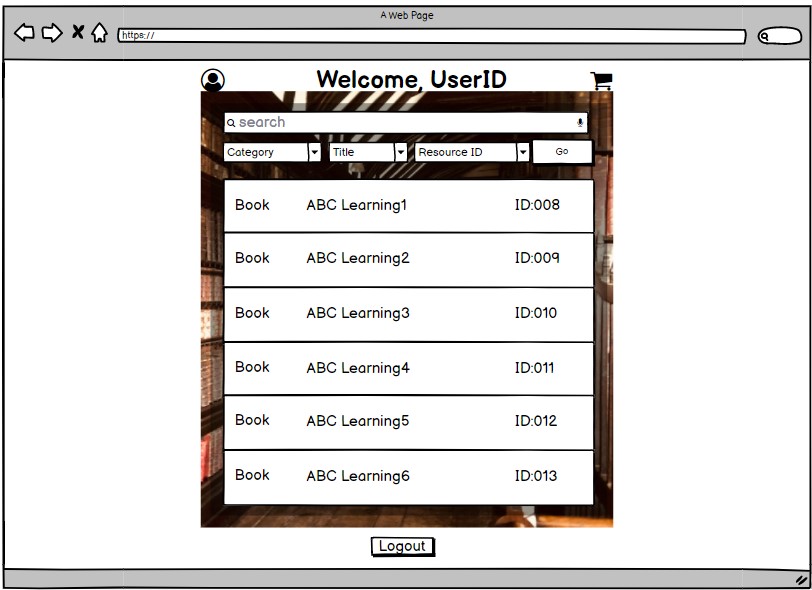 A Web Page
https://
Welcome, UserID
search
Category Title Resource ID Go
Book ABC Learning1 ID:008
Book ABC Learning2 ID:009
Book ABC Learning3 ID:010
Book ABC Learning4 ID:011
Book ABC Learning5 ID:012
Book ABC Learning6 ID:013
Logout